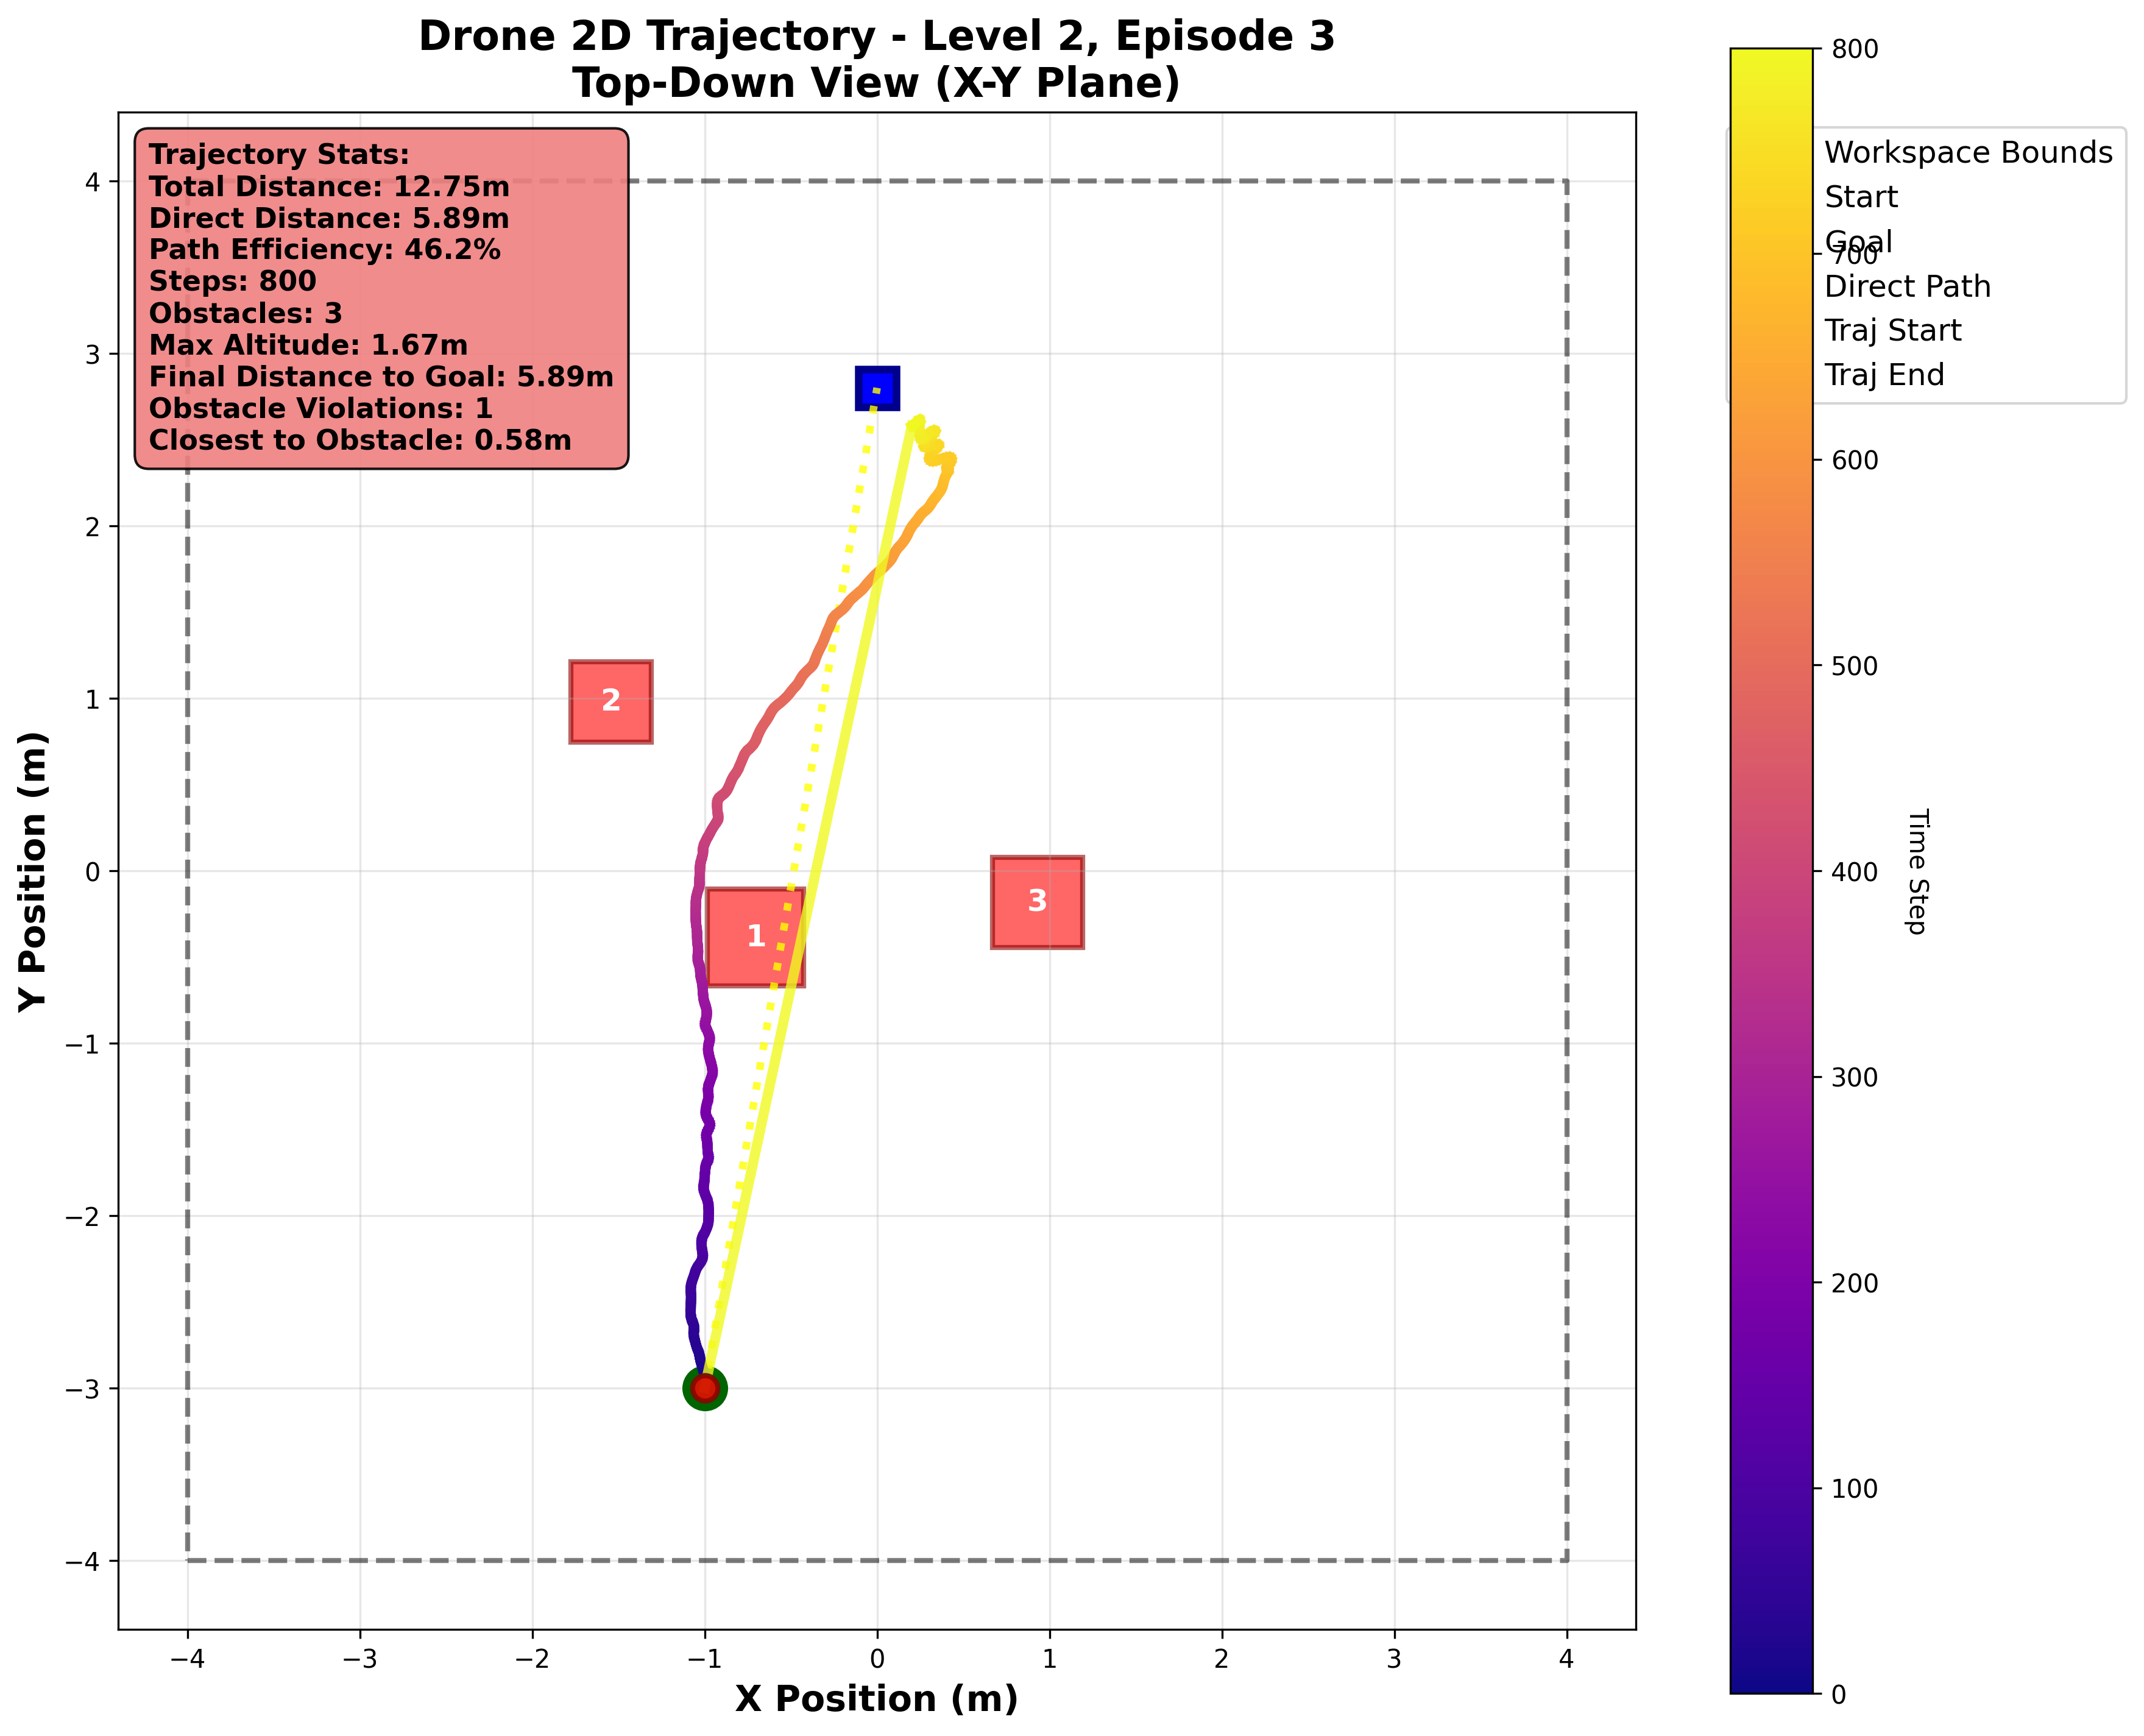 Drone 2D Trajectory - Level 2, Episode 3
Top-Down View (X-Y Plane)
Trajectory Stats:
Total Distance: 12.75m
Direct Distance: 5.89m
Path Efficiency: 46.2%
Steps: 800
Obstacles: 3
Max Altitude: 1.67m
Final Distance to Goal: 5.89m
Obstacle Violations: 1
Closest to Obstacle: 0.58m
Workspace Bounds
Start
Goal
Direct Path
Traj Start
Traj End
800
700
600
500
400
300
200
100
0
Time Step
2
1
3
Y Position (m)
4
3
2
1
0
−1
−2
−3
−4
−4
−3
−2
−1
0
1
2
3
4
X Position (m)